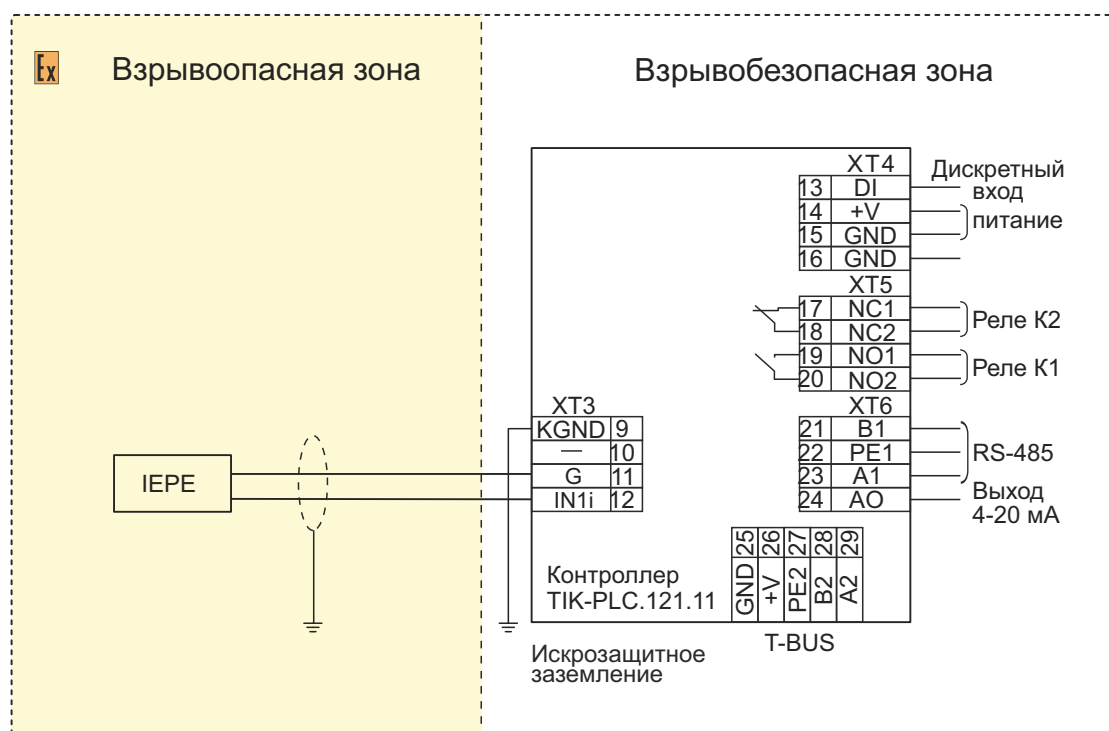 Ex
Взрывоопасная зона
Взрывобезопасная зона
XT4
13 DI
14 +V
15 GND
16 GND
Дискретный
вход
питание
XT5
17 NC1
18 NC2
19 NO1
20 NO2
Реле К2
Реле К1
XT6
21 B1
22 PE1
23 A1
24 AO
RS-485
Выход
4-20 мА
XT3
KGND 9
— 10
G 11
IN1i 12
IEPE
Контроллер
TIK-PLC.121.11
GND 25
+V 26
PE2 27
B2 28
A2 29
T-BUS
Искрозащитное
заземление